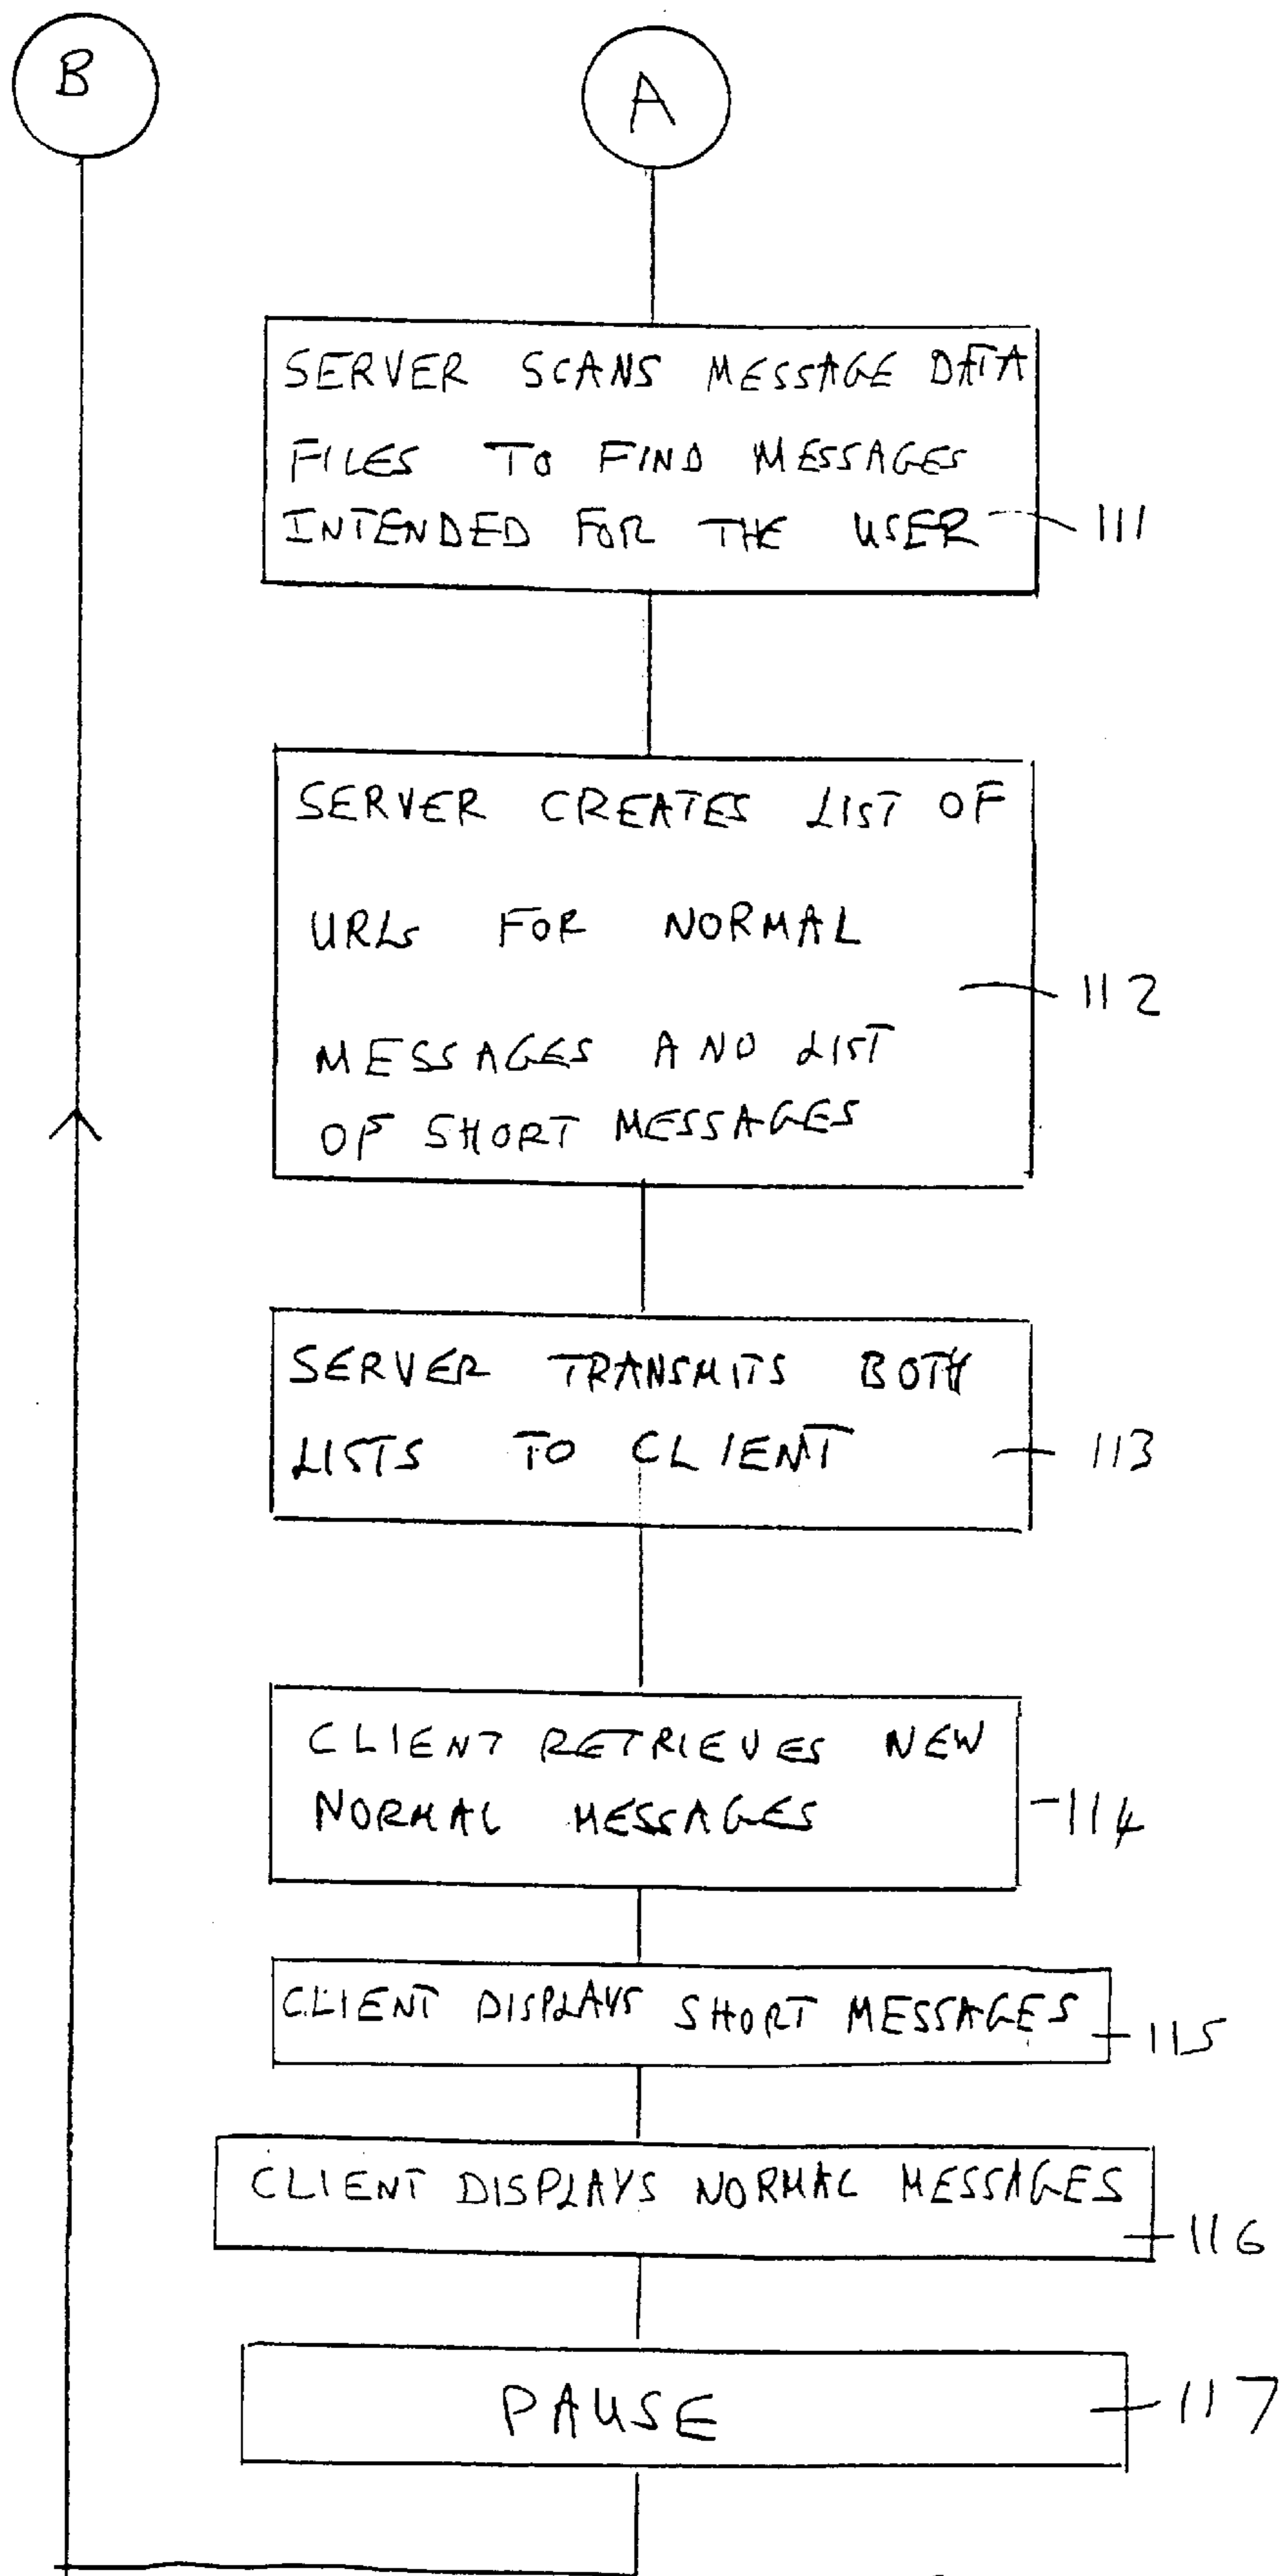 B
A
SERVER SCANS MESSAGE DATA
FILES TO FIND MESSAGES
INTENDED FOR THE USER
111
SERVER CREATES LIST OF
URLs FOR NORMAL
MESSAGES AND LIST
OF SHORT MESSAGES
112
SERVER TRANSMITS BOTH
LISTS TO CLIENT
113
CLIENT RETRIEVES NEW
NORMAL MESSAGES
114
CLIENT DISPLAYS SHORT MESSAGES
115
CLIENT DISPLAYS NORMAL MESSAGES
116
PAUSE
117